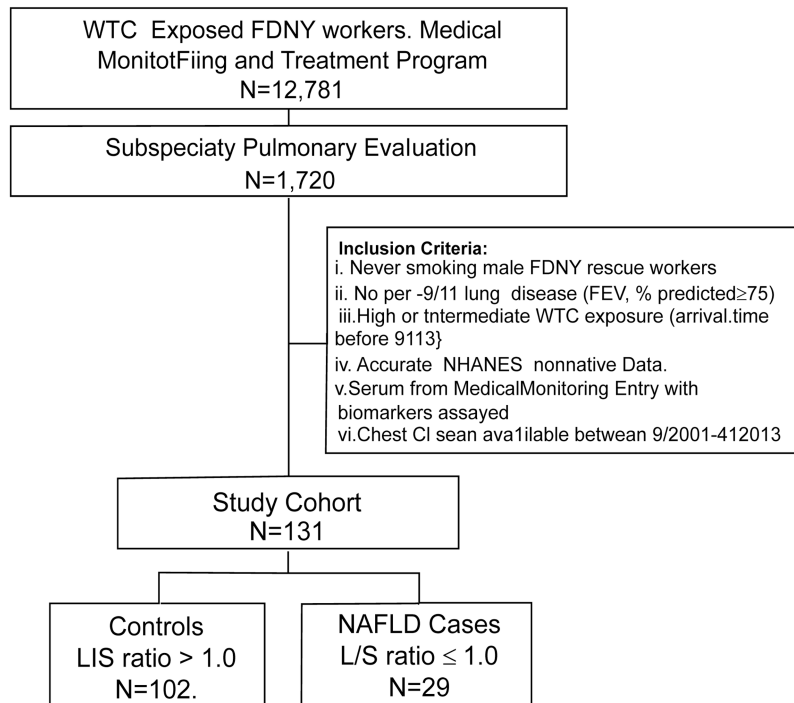 WTC Exposed FDNY workers. Medical
MonitotFiing and Treatment Program
N=12,781
Subspeciaty Pulmonary Evaluation
N=1,720
Inclusion Criteria:
i. Never smoking male FDNY rescue workers
ii. No per -9/11 lung disease (FEV, % predicted≥75)
iii.High or tntermediate WTC exposure (arrival.time
before 9113}
iv. Accurate NHANES nonnative Data.
v.Serum from MedicalMonitoring Entry with
biomarkers assayed
vi.Chest Cl sean ava1ilable betwean 9/2001-412013
Study Cohort
N=131
Controls
LIS ratio > 1.0
N=102.
NAFLD Cases
L/S ratio ≤ 1.0
N=29